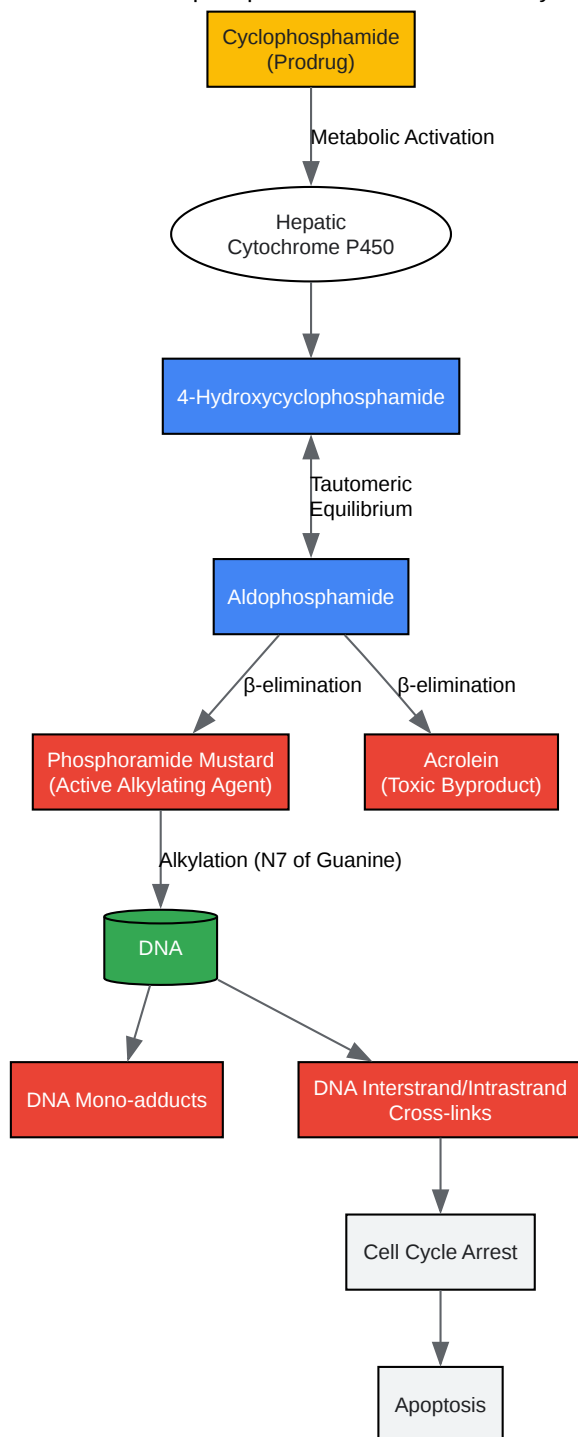 Cyclophosphamide
(Prodrug)
Metabolic Activation
Hepatic
Cytochrome P450
4-Hydroxycyclophosphamide
Tautomeric
Equilibrium
Aldophosphamide
β-elimination
β-elimination
Phosphoramide Mustard
(Active Alkylating Agent)
Acrolein
(Toxic Byproduct)
Alkylation (N7 of Guanine)
DNA
DNA Mono-adducts
DNA Interstrand/Intrastrand
Cross-links
Cell Cycle Arrest
Apoptosis